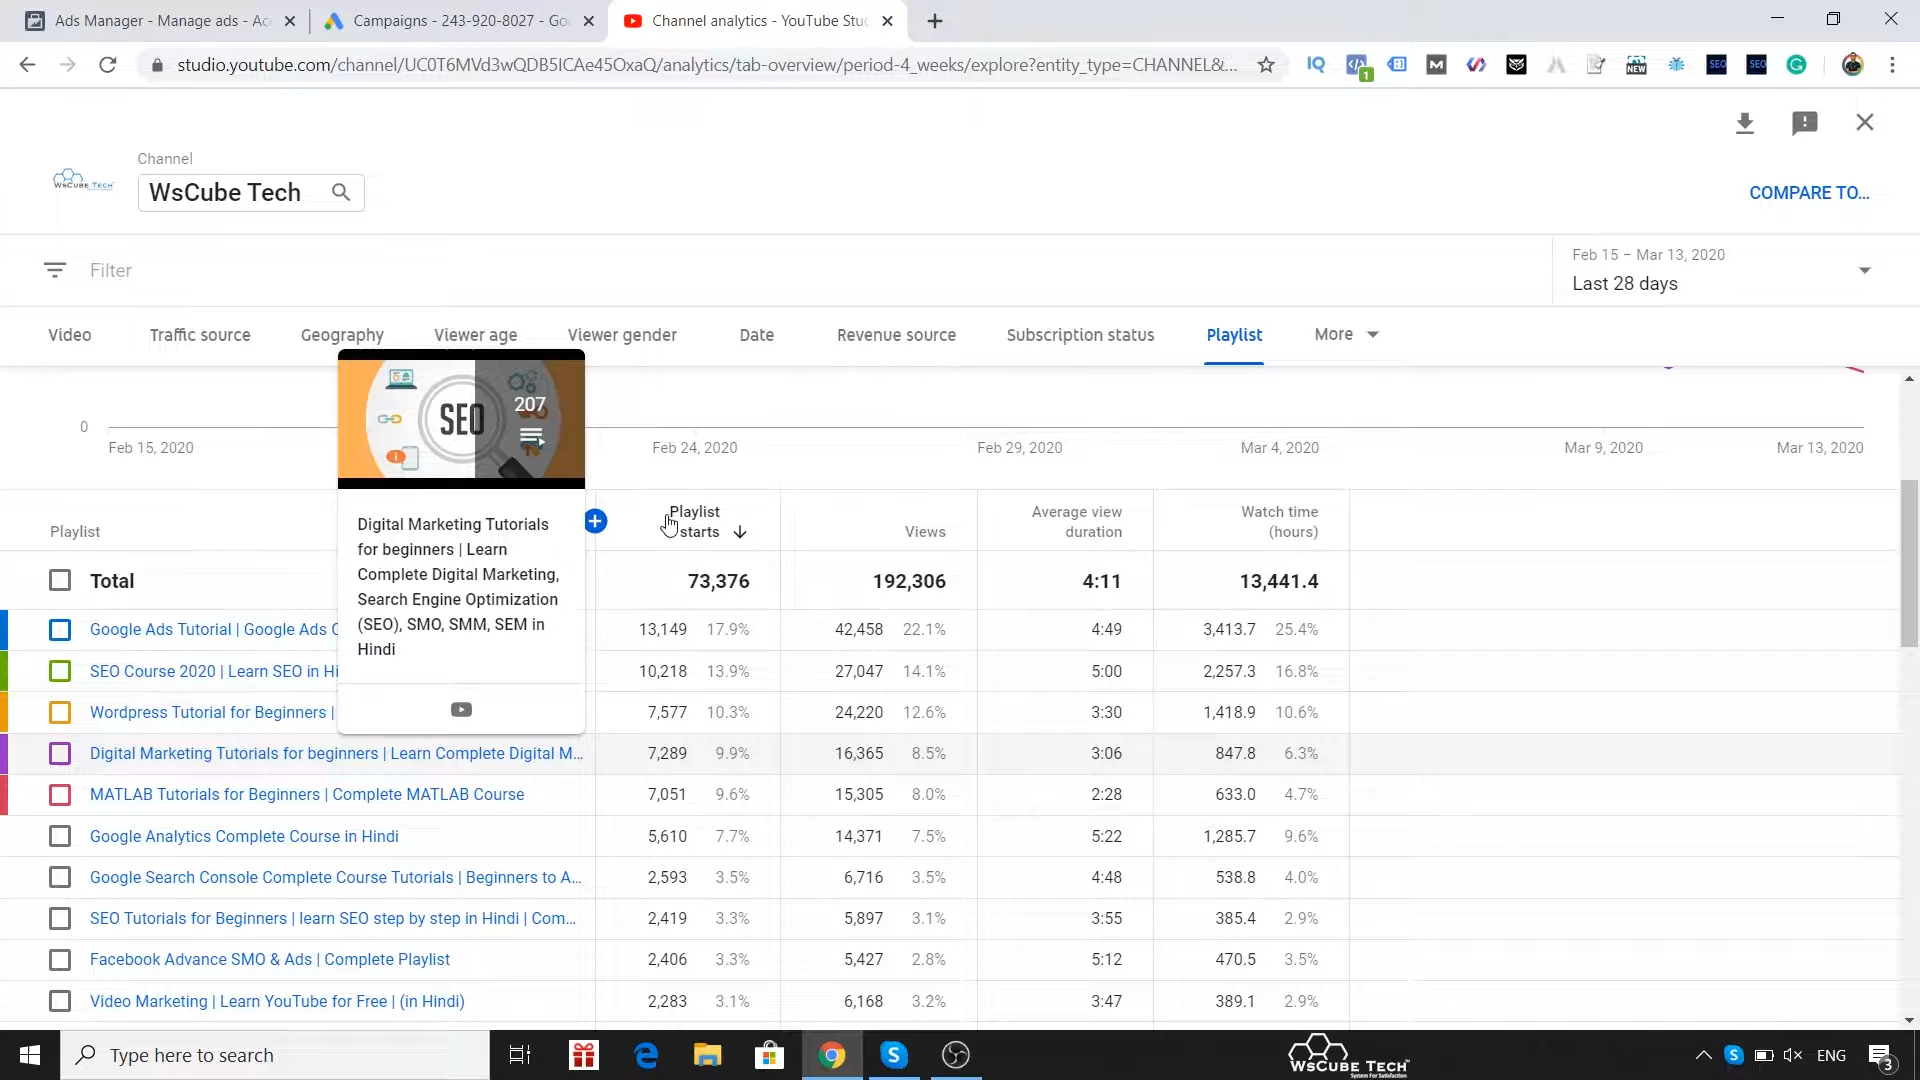 Ads Manager - Manage ads - Ac
Campaigns - 243-920-8027 - Go
Channel analytics - YouTube Stu
studio.youtube.com/channel/UC0T6MVd3wQDB5ICAe45OxaQ/analytics/tab-overview/period-4_weeks/explore?entity_type=CHANNEL&...
IQ
1
M
NEW
SEO
SEO
Channel
WsCube Tech
WsCube Tech
COMPARE TO...
Filter
Feb 15 – Mar 13, 2020
Last 28 days
Video Traffic source Geography Viewer age Viewer gender Date Revenue source Subscription status Playlist More
SEO
207
0
Feb 15, 2020 Feb 24, 2020 Feb 29, 2020 Mar 4, 2020 Mar 9, 2020 Mar 13, 2020
Digital Marketing Tutorials
for beginners | Learn
Complete Digital Marketing,
Search Engine Optimization
(SEO), SMO, SMM, SEM in
Hindi
Playlist
Playlist
starts
Views
Average view
duration
Watch time
(hours)
Total 73,376 192,306 4:11 13,441.4
Google Ads Tutorial | Google Ads C 13,149 17.9% 42,458 22.1% 4:49 3,413.7 25.4%
SEO Course 2020 | Learn SEO in Hi 10,218 13.9% 27,047 14.1% 5:00 2,257.3 16.8%
Wordpress Tutorial for Beginners | 7,577 10.3% 24,220 12.6% 3:30 1,418.9 10.6%
Digital Marketing Tutorials for beginners | Learn Complete Digital M... 7,289 9.9% 16,365 8.5% 3:06 847.8 6.3%
MATLAB Tutorials for Beginners | Complete MATLAB Course 7,051 9.6% 15,305 8.0% 2:28 633.0 4.7%
Google Analytics Complete Course in Hindi 5,610 7.7% 14,371 7.5% 5:22 1,285.7 9.6%
Google Search Console Complete Course Tutorials | Beginners to A... 2,593 3.5% 6,716 3.5% 4:48 538.8 4.0%
SEO Tutorials for Beginners | learn SEO step by step in Hindi | Com... 2,419 3.3% 5,897 3.1% 3:55 385.4 2.9%
Facebook Advance SMO & Ads | Complete Playlist 2,406 3.3% 5,427 2.8% 5:12 470.5 3.5%
Video Marketing | Learn YouTube for Free | (in Hindi) 2,283 3.1% 6,168 3.2% 3:47 389.1 2.9%
Type here to search
WsCube Tech
System For Satisfaction
ENG
3